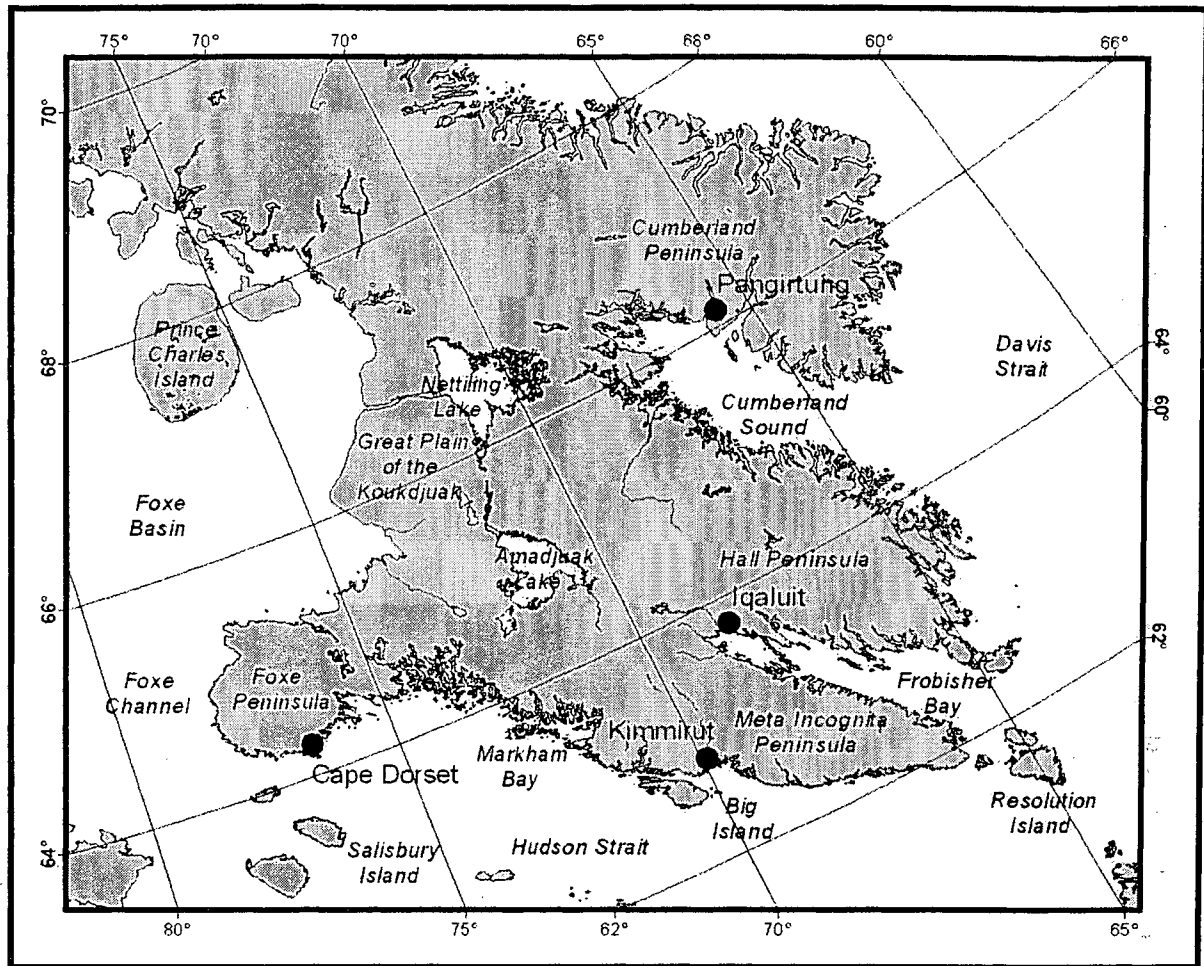 75° 70° 70° 65° 66° 60° 66°
70°
Cumberland
Peninsula
Pangirtung
Prince
Charles
Island
Davis
Strait
64°
68°
Nettling
Lake
60°
Cumberland
Sound
Great Plain
of the
Koukdjuak
Foxe
Basin
Amadjuak
Lake
Hall Peninsula
Iqaluit
66°
62°
Foxe
Channel
Foxe
Peninsula
Frobisher
Bay
Kimmirut
Meta Incognita
Peninsula
Markham
Bay
Cape Dorset
Big
Island
Resolution
Island
Salisbury
Island
Hudson Strait
64°
80° 75° 62° 70° 65°